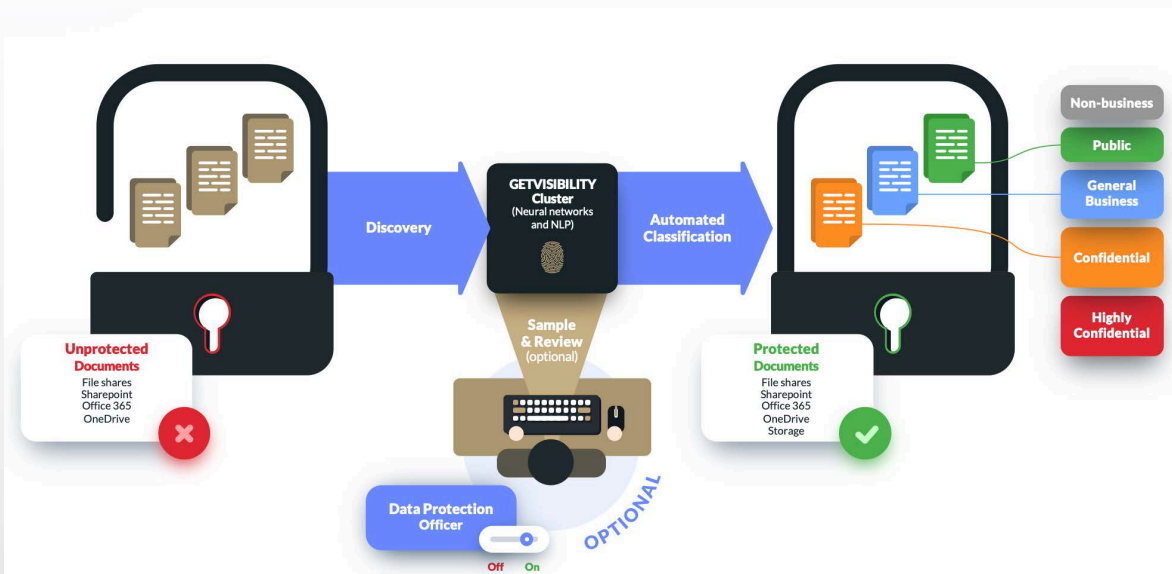 Unprotected
Documents
File shares
Sharepoint
Office 365
OneDrive
Discovery
GETVISIBILITY
Cluster
(Neural networks
and NLP)
Sample
& Review
(optional)
Data Protection
Officer
Off On
OPTIONAL
Automated
Classification
Protected
Documents
File shares
Sharepoint
Office 365
OneDrive
Storage
Non-business
Public
General
Business
Confidential
Highly
Confidential